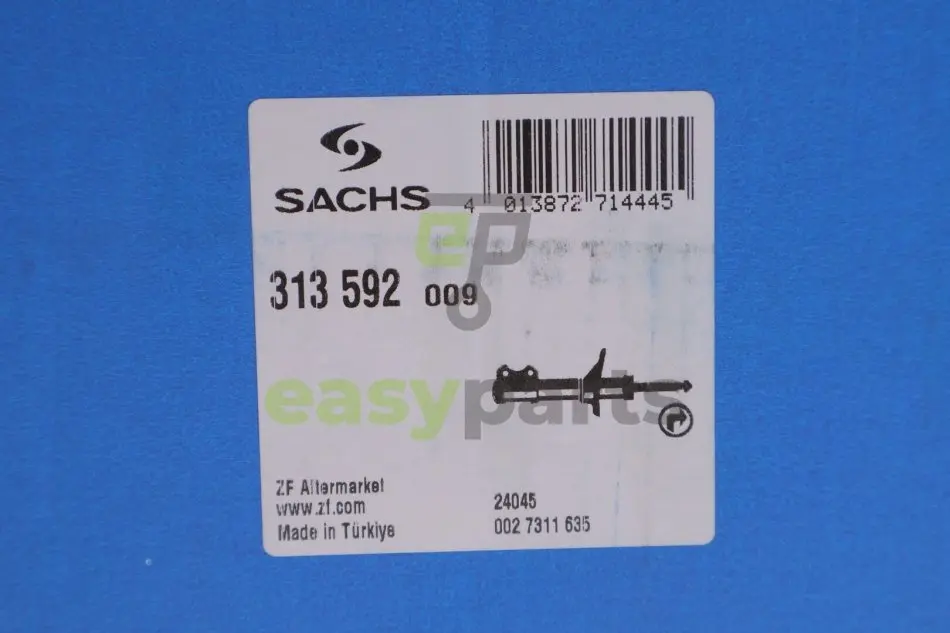 SACHS
4 013872 714445
313 592 009
ep
easyparts
ZF Aftermarket
www.zf.com
Made in Türkiye
24045
002 7311 635